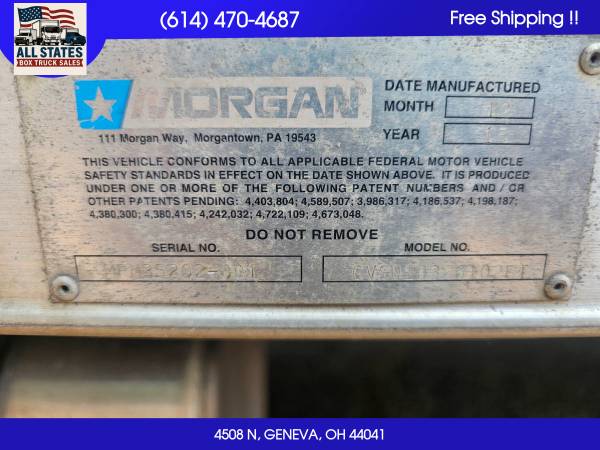 (614) 470-4687
Free Shipping !!
ALL STATES
BOX TRUCK SALES
MORGAN
DATE MANUFACTURED
MONTH
YEAR
111 Morgan Way, Morgantown, PA 19543
THIS VEHICLE CONFORMS TO ALL APPLICABLE FEDERAL MOTOR VEHICLE
SAFETY STANDARDS IN EFFECT ON THE DATE SHOWN ABOVE. IT IS PRODUCED
UNDER ONE OR MORE OF THE FOLLOWING PATENT NUMBERS AND / OR
OTHER PATENTS PENDING: 4,403,804; 4,589,507; 3,986,317; 4,186,537; 4,198,187;
4,380,300; 4,380,415; 4,242,032; 4,722,109; 4,673,048.
DO NOT REMOVE
SERIAL NO.
MODEL NO.
4508 N, GENEVA, OH 44041